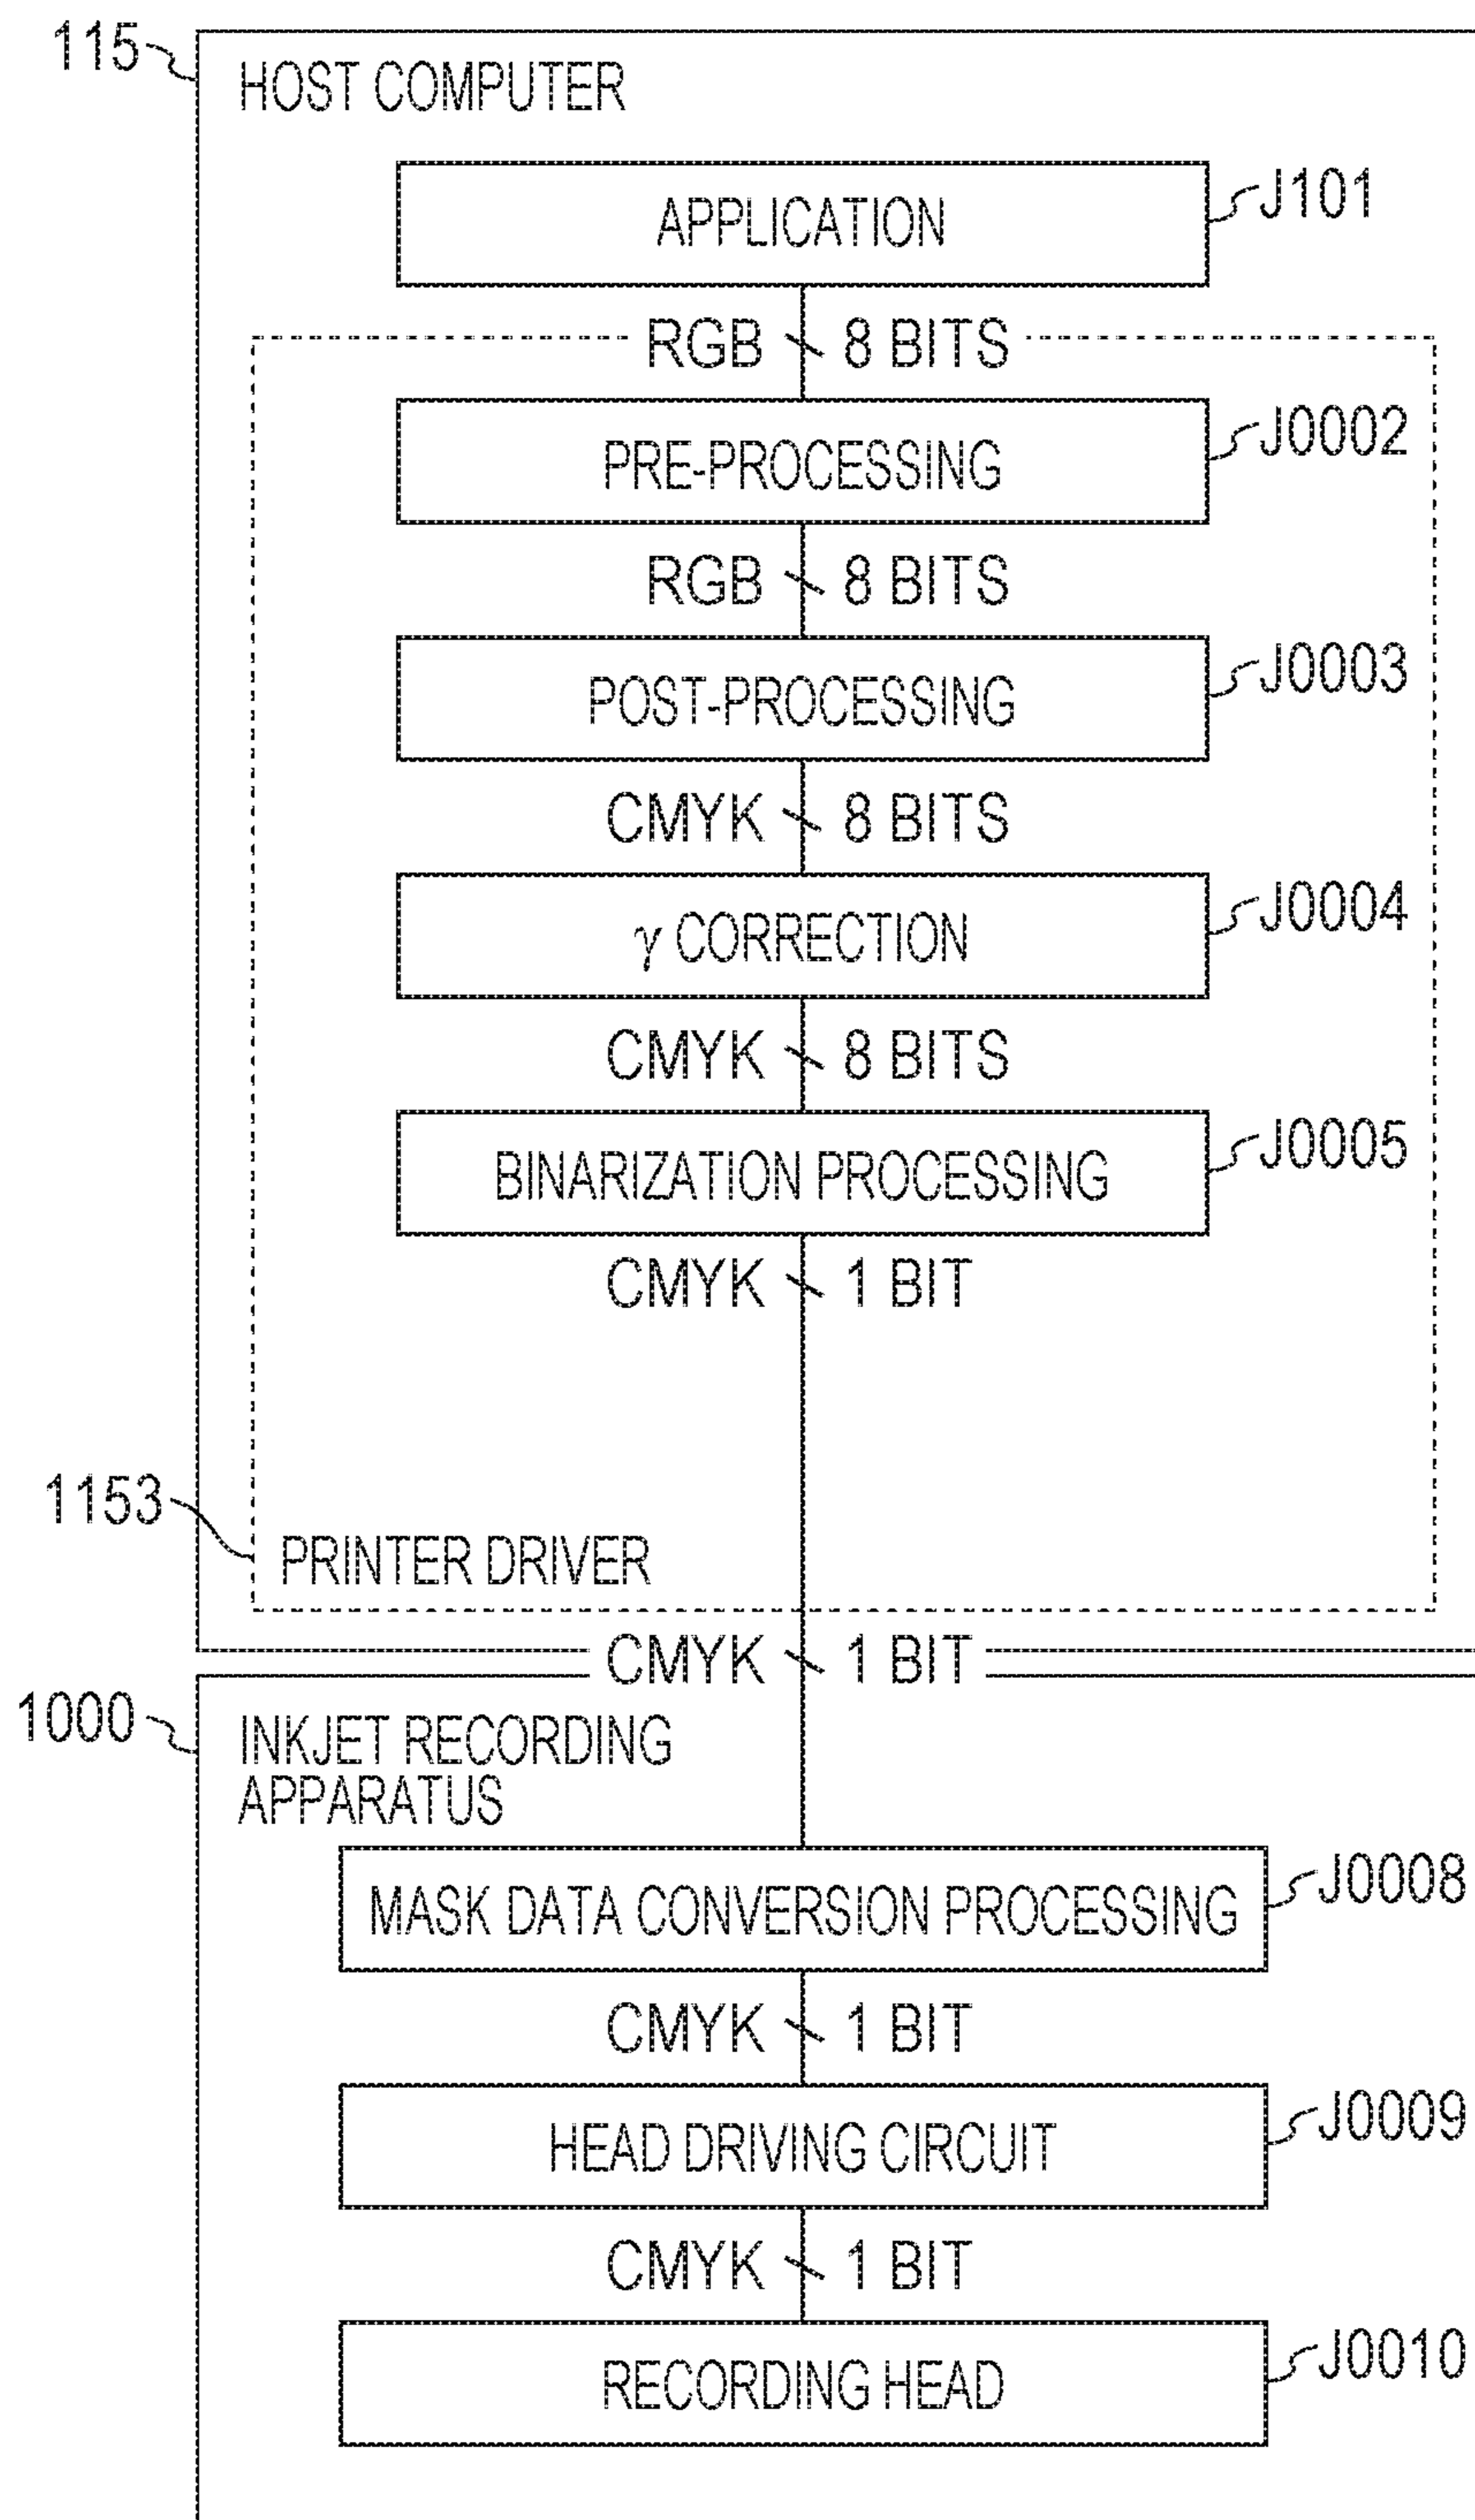 115
HOST COMPUTER
APPLICATION
J101
RGB 8 BITS
PRE-PROCESSING
J0002
RGB 8 BITS
POST-PROCESSING
J0003
CMYK 8 BITS
γ CORRECTION
J0004
CMYK 8 BITS
BINARIZATION PROCESSING
J0005
CMYK 1 BIT
1153
PRINTER DRIVER
CMYK 1 BIT
1000
INKJET RECORDING
APPARATUS
MASK DATA CONVERSION PROCESSING
J0008
CMYK 1 BIT
HEAD DRIVING CIRCUIT
J0009
CMYK 1 BIT
RECORDING HEAD
J0010